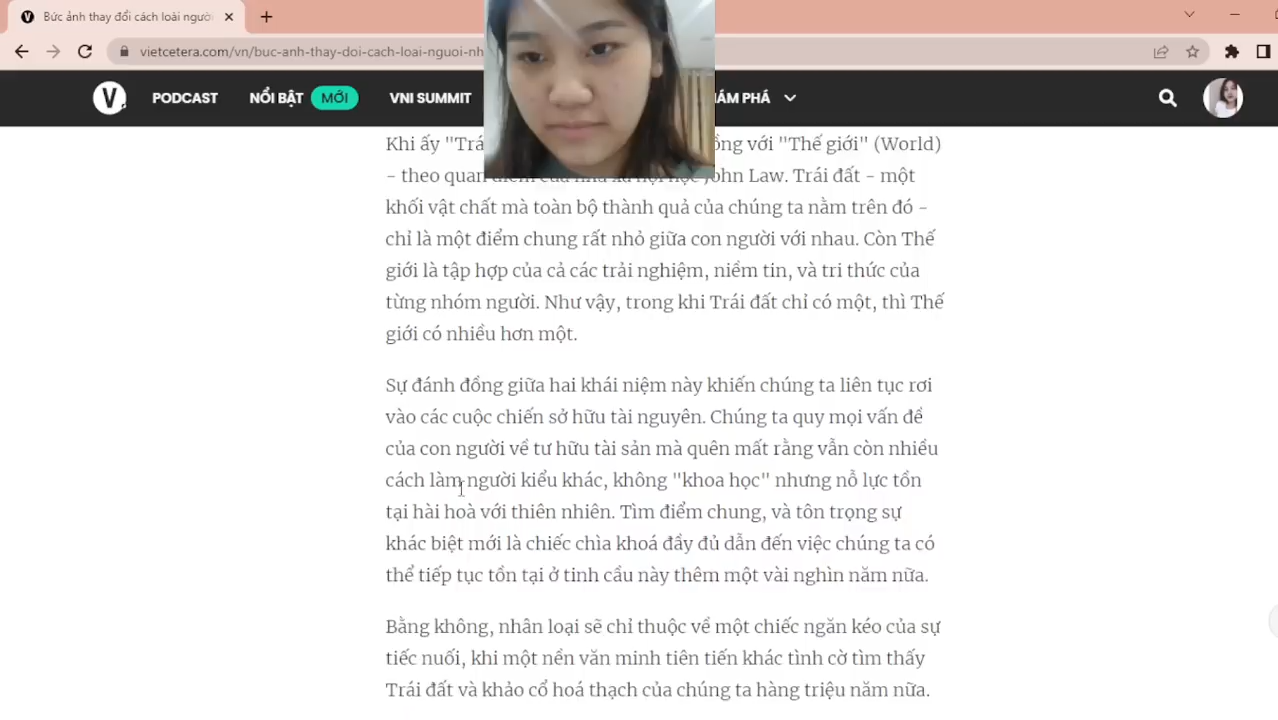 Bức ảnh thay đổi cách loài ngườ
vietcetera.com/vn/buc-anh-thay-doi-cach-loai-nguoi-nh
V PODCAST NỔI BẬT MỚI VNI SUMMIT ÁM PHÁ
Khi ấy "Trá ồng với "Thế giới" (World)
- theo quan điểm của nhà xã hội học John Law. Trái đất - một
khối vật chất mà toàn bộ thành quả của chúng ta nằm trên đó -
chỉ là một điểm chung rất nhỏ giữa con người với nhau. Còn Thế
giới là tập hợp của cả các trải nghiệm, niềm tin, và tri thức của
từng nhóm người. Như vậy, trong khi Trái đất chỉ có một, thì Thế
giới có nhiều hơn một.
Sự đánh đồng giữa hai khái niệm này khiến chúng ta liên tục rơi
vào các cuộc chiến sở hữu tài nguyên. Chúng ta quy mọi vấn đề
của con người về tư hữu tài sản mà quên mất rằng vẫn còn nhiều
cách làm người kiểu khác, không "khoa học" nhưng nỗ lực tồn
tại hài hoà với thiên nhiên. Tìm điểm chung, và tôn trọng sự
khác biệt mới là chiếc chìa khoá đầy đủ dẫn đến việc chúng ta có
thể tiếp tục tồn tại ở tinh cầu này thêm một vài nghìn năm nữa.
Bằng không, nhân loại sẽ chỉ thuộc về một chiếc ngăn kéo của sự
tiếc nuối, khi một nền văn minh tiên tiến khác tình cờ tìm thấy
Trái đất và khảo cổ hoá thạch của chúng ta hàng triệu năm nữa.